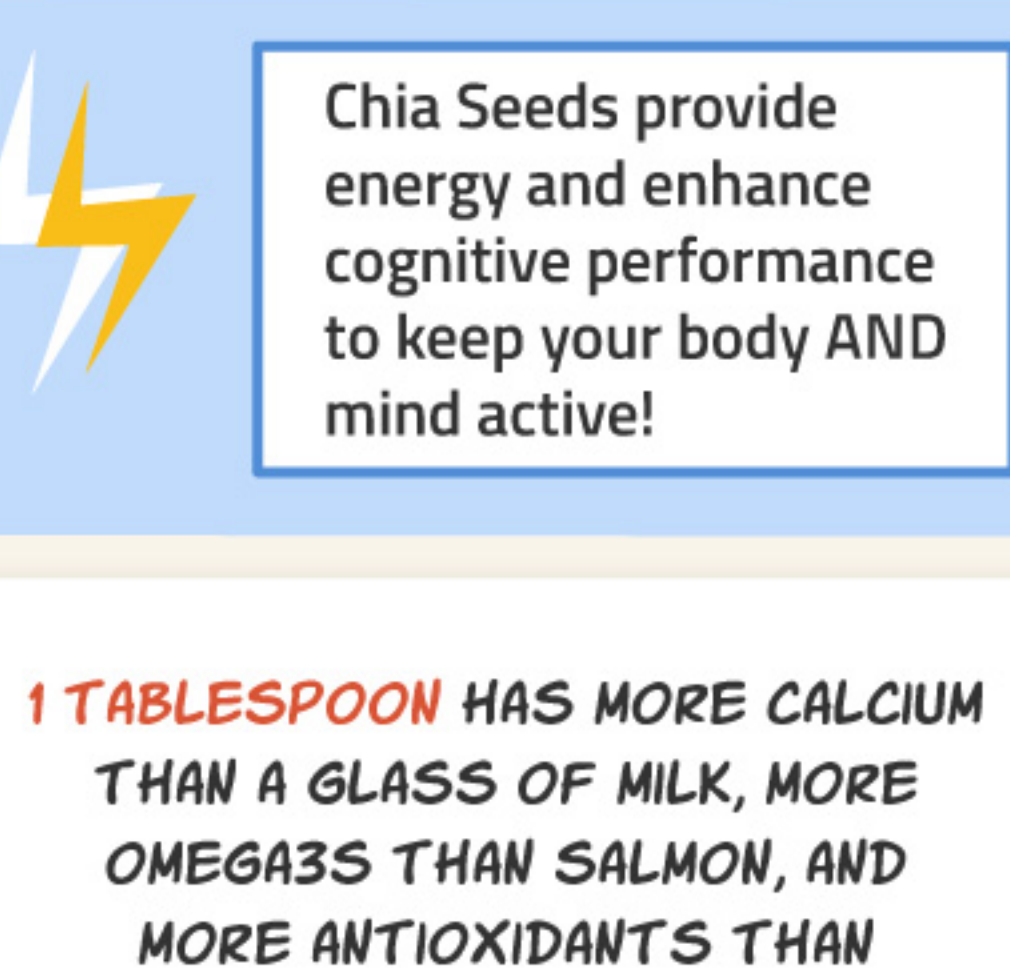 Chia Seeds provide
energy and enhance
cognitive performance
to keep your body AND
mind active!
1 TABLESPOON HAS MORE CALCIUM
THAN A GLASS OF MILK, MORE
OMEGA3S THAN SALMON, AND
MORE ANTIOXIDANTS THAN